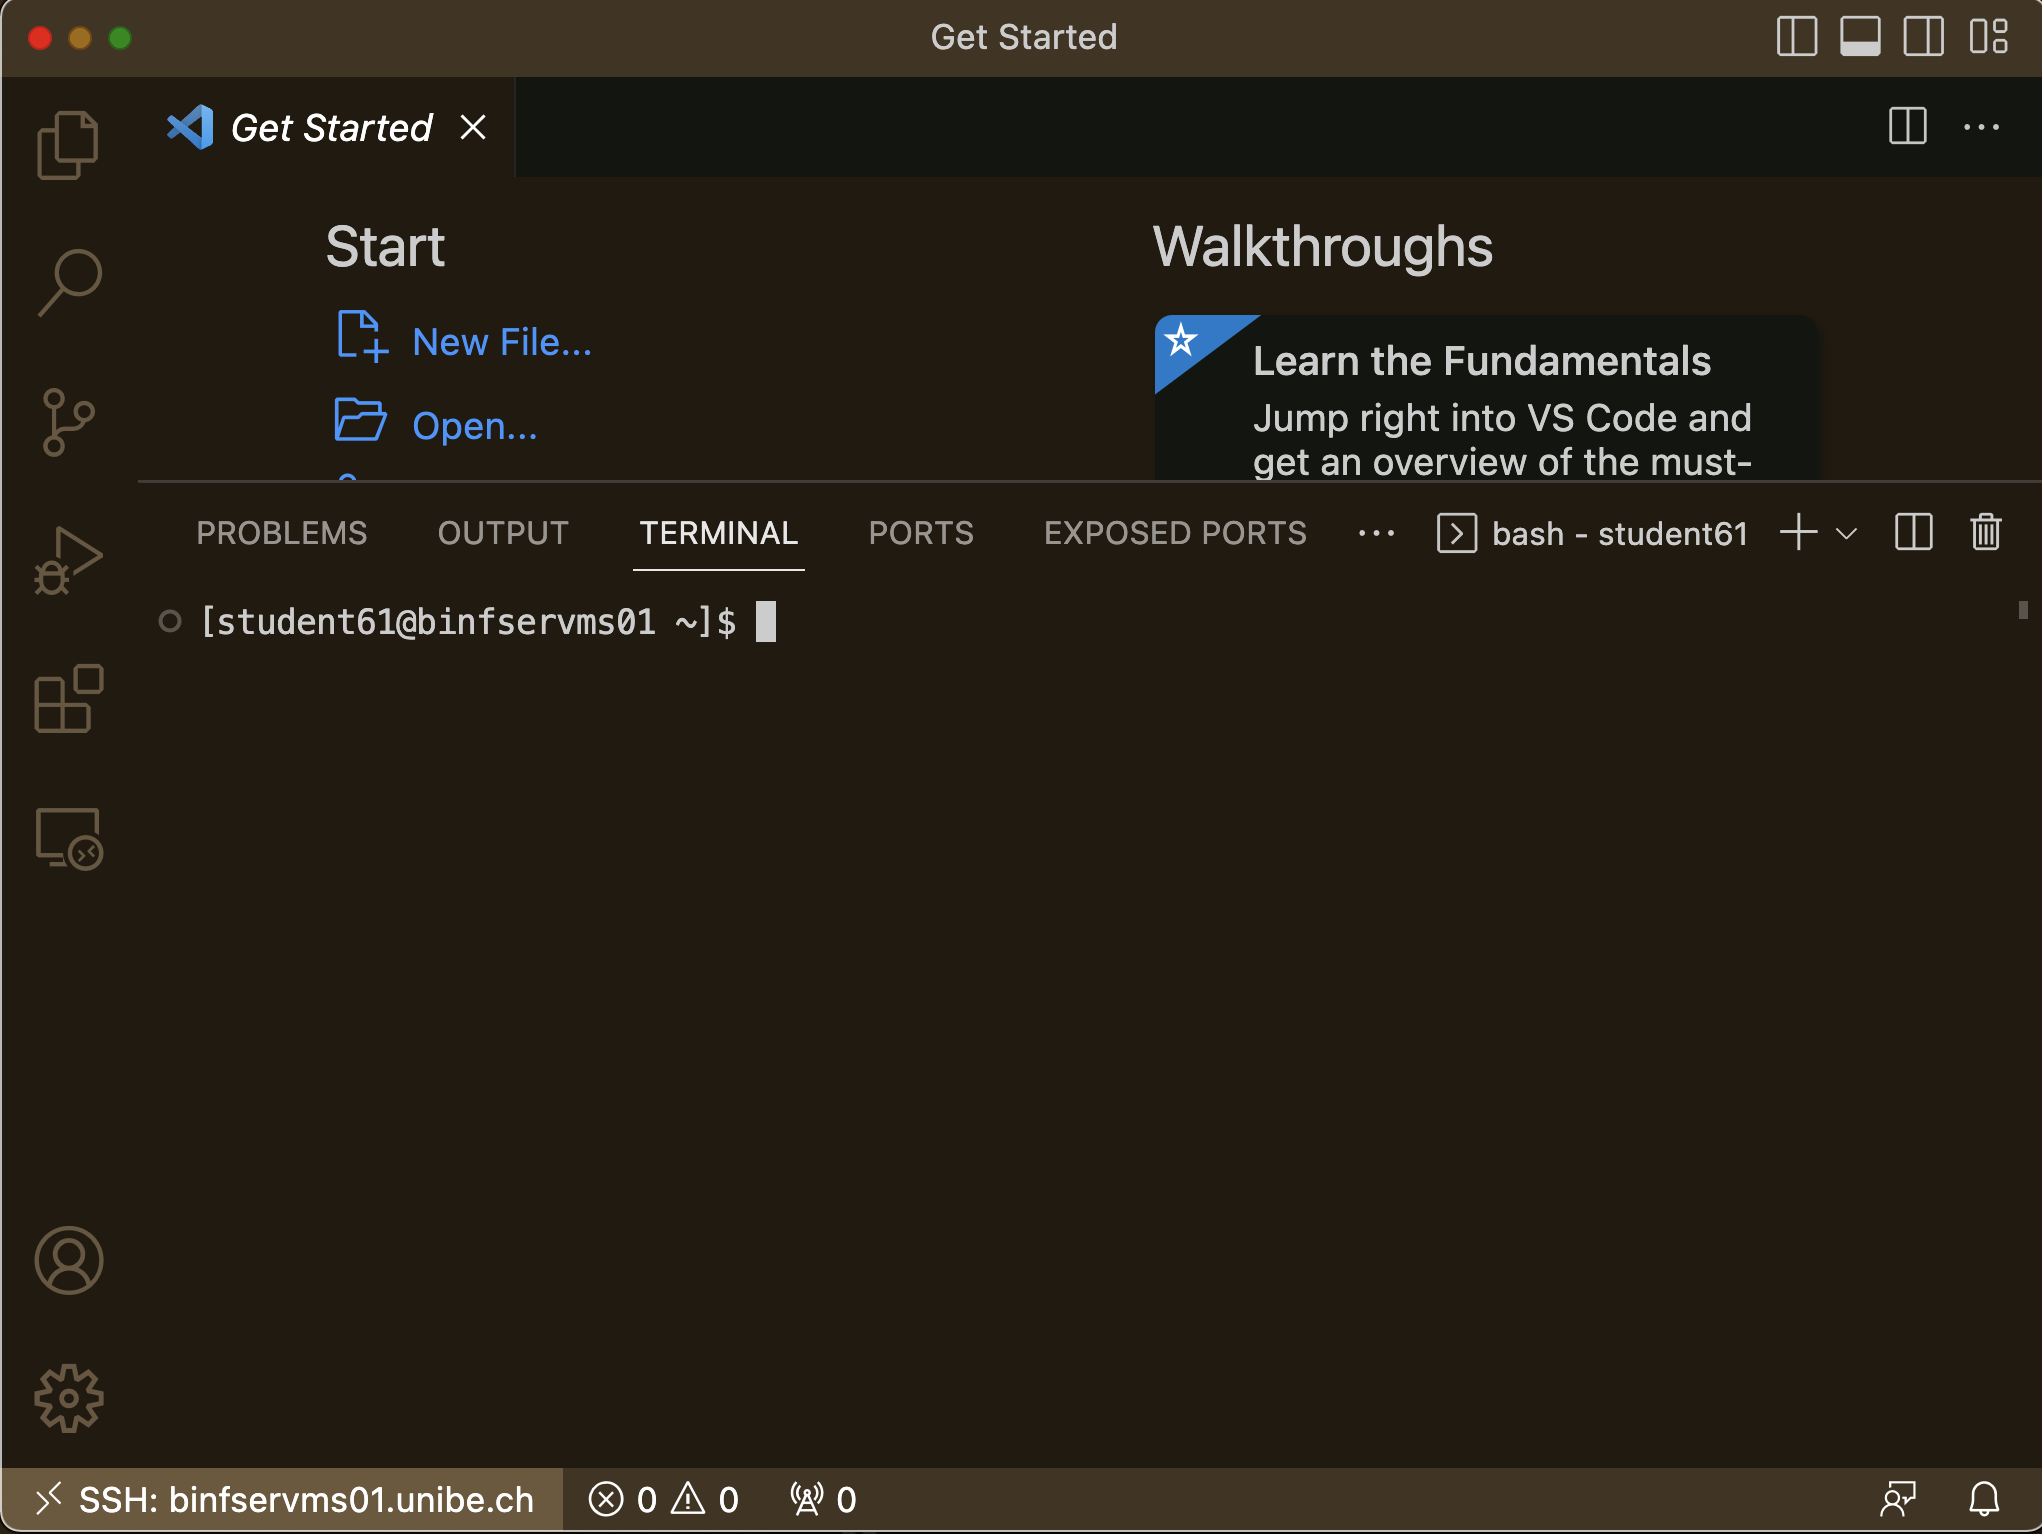 Get Started
Get Started
Start
Walkthroughs
New File...
Open...
Learn the Fundamentals
Jump right into VS Code and
get an overview of the must-
PROBLEMS OUTPUT TERMINAL PORTS EXPOSED PORTS ... bash - student61
[student61@binfservms01 ~]$
SSH: binfservms01.unibe.ch 0 0 0